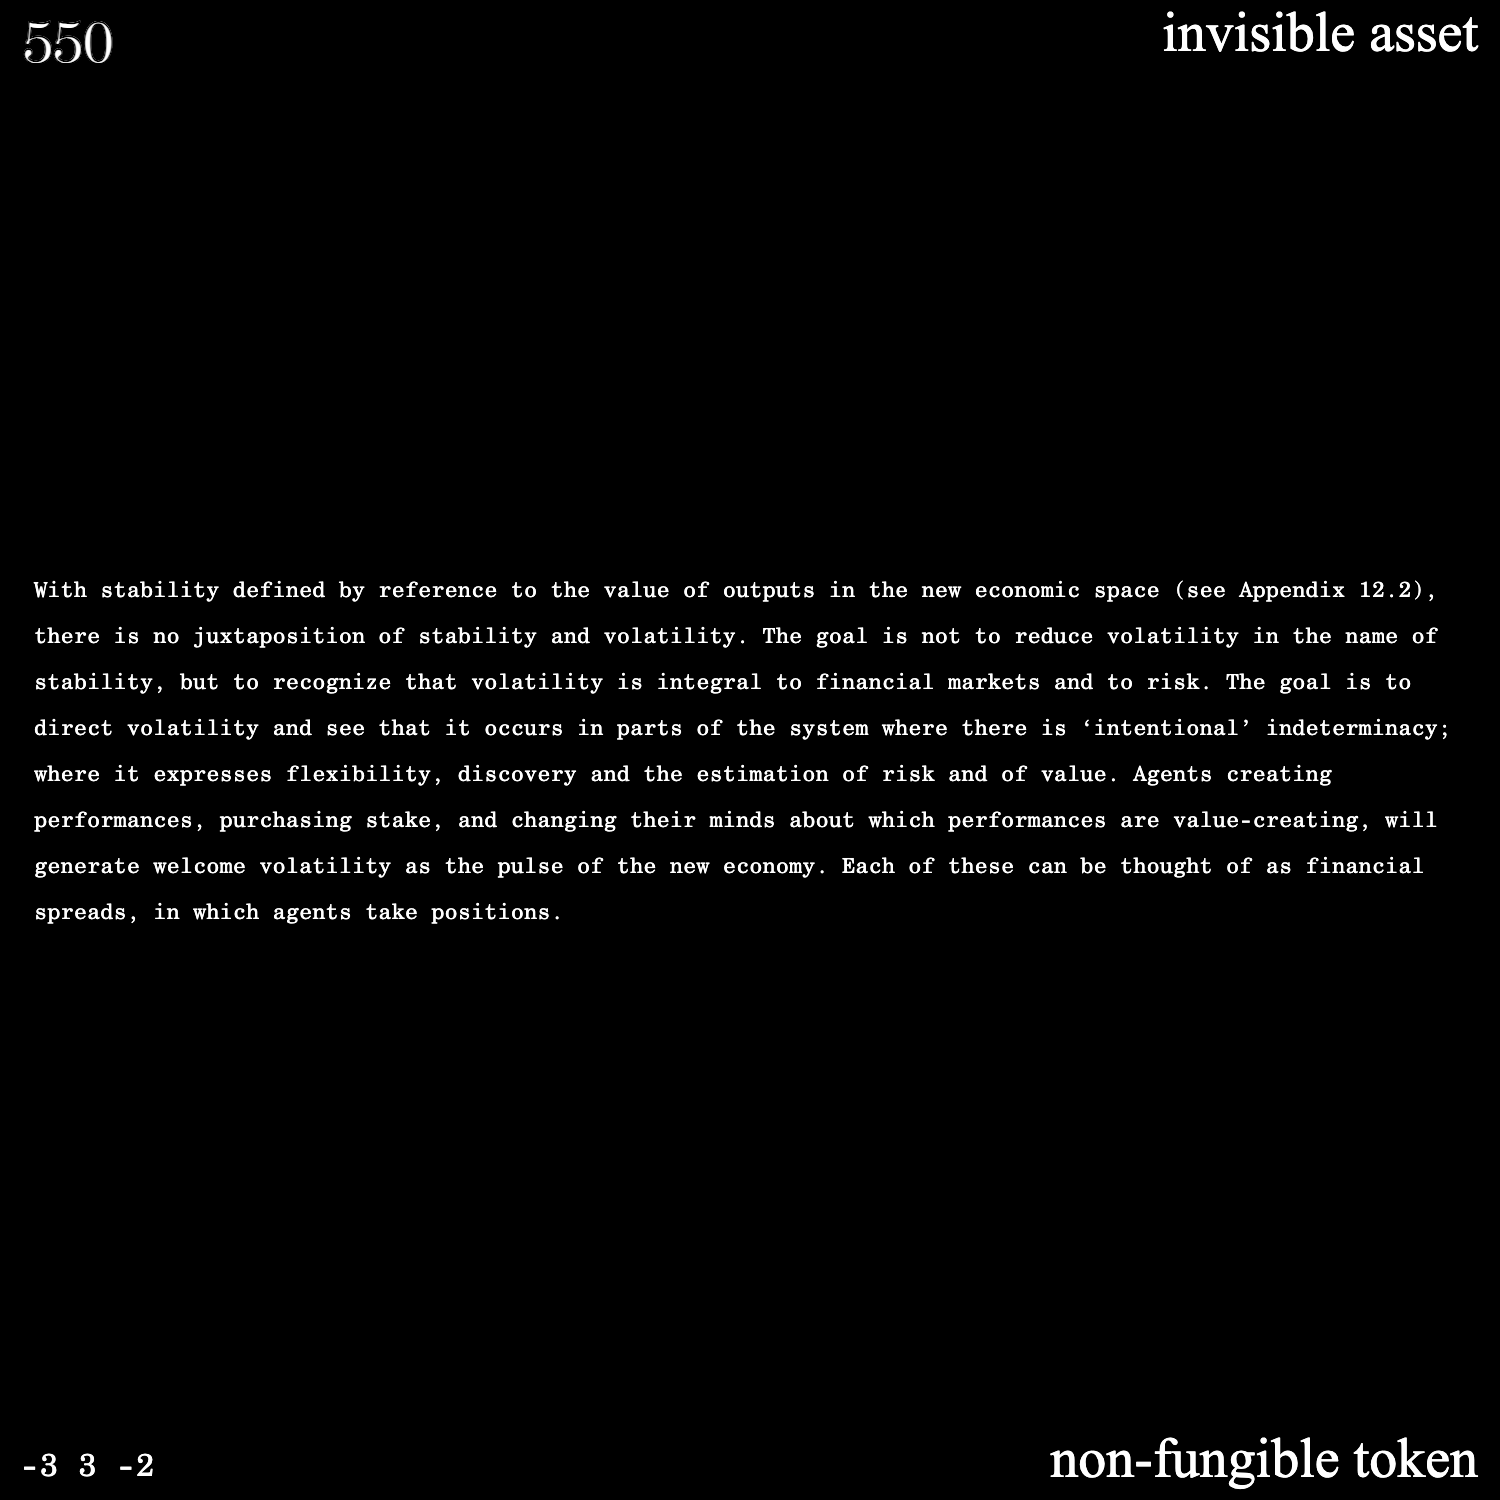 550
invisible asset
With stability defined by reference to the value of outputs in the new economic space (see Appendix 12.2),
there is no juxtaposition of stability and volatility. The goal is not to reduce volatility in the name of
stability, but to recognize that volatility is integral to financial markets and to risk. The goal is to
direct volatility and see that it occurs in parts of the system where there is ‘intentional’ indeterminacy;
where it expresses flexibility, discovery and the estimation of risk and of value. Agents creating
performances, purchasing stake, and changing their minds about which performances are value-creating, will
generate welcome volatility as the pulse of the new economy. Each of these can be thought of as financial
spreads, in which agents take positions.
-3 3 -2
non-fungible token